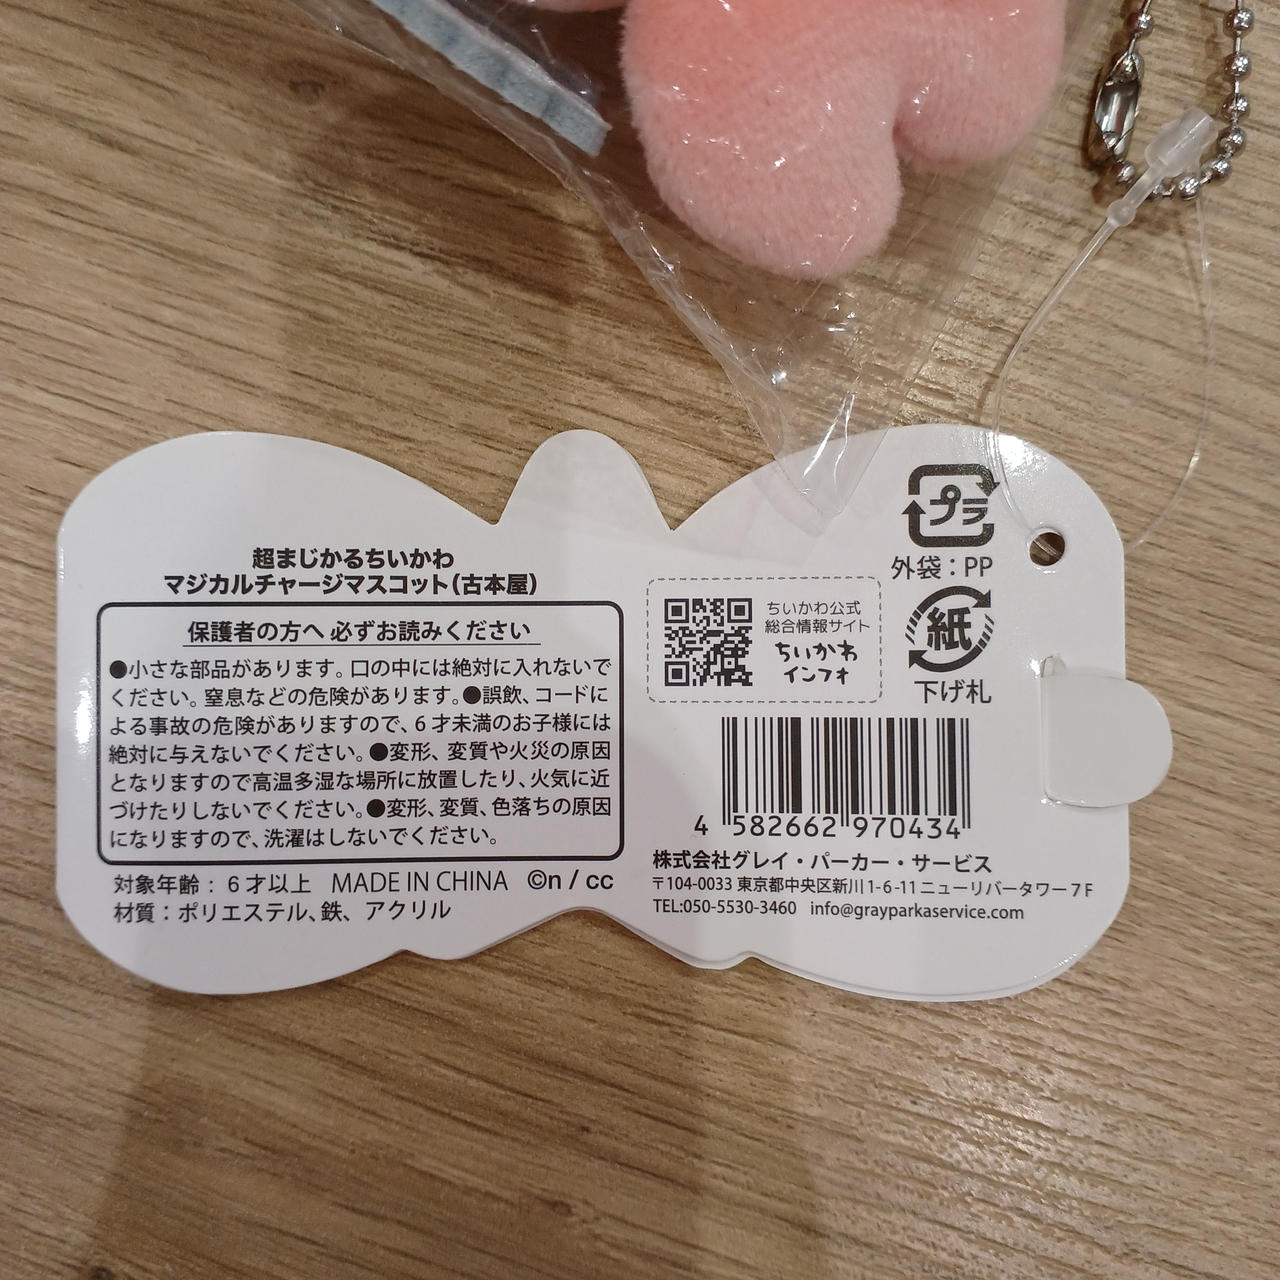 超まじかるちいかわ
マジカルチャージマスコット(古本屋)
保護者の方へ 必ずお読みください
●小さな部品があります。口の中には絶対に入れないで
ください。窒息などの危険があります。●誤飲、コードに
よる事故の危険がありますので、6才未満のお子様には
絶対に与えないでください。●変形、変質や火災の原因
となりますので高温多湿な場所に放置したり、火気に近
づけたりしないでください。●変形、変質、色落ちの原因
になりますので、洗濯はしないでください。
対象年齢：6才以上 MADE IN CHINA ©n / cc
材質：ポリエステル、鉄、アクリル
プラ
外袋：PP
紙
下げ札
ちいかわ公式
総合情報サイト
ちいかわ
インフォ
4 582662 970434
株式会社グレイ・パーカー・サービス
〒104-0033 東京都中央区新川1-6-11 ニューリバータワー7F
TEL:050-5530-3460 info@grayparkaservice.com